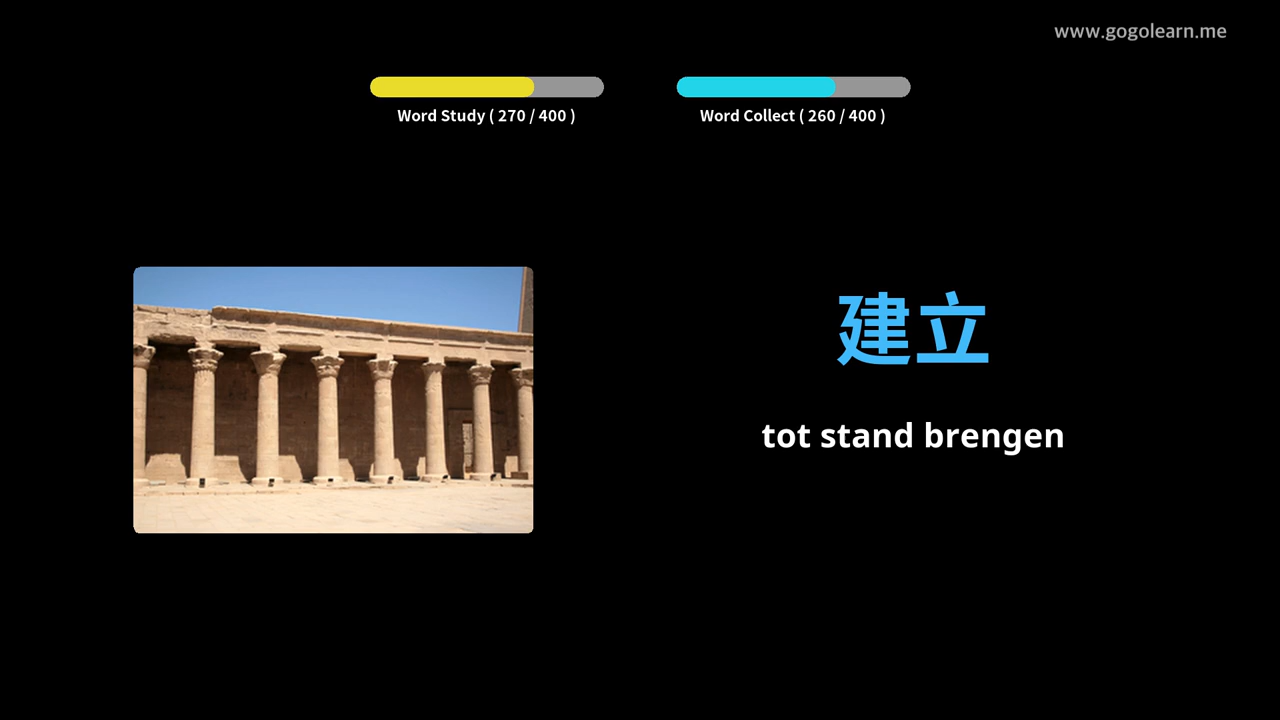 www.gogolearn.me
Word Study ( 270 / 400 )
Word Collect ( 260 / 400 )
建立
tot stand brengen